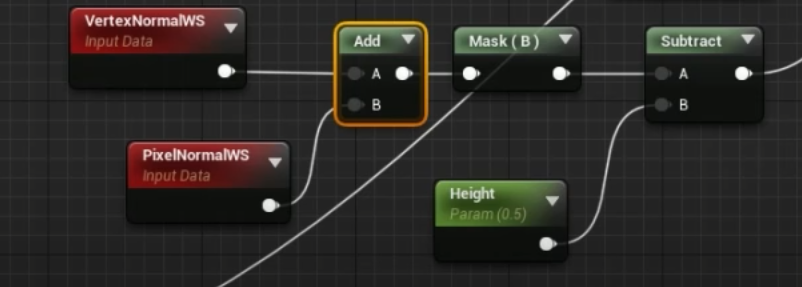 VertexNormalWS
Input Data
Add
A
B
Mask ( B )
Subtract
A
B
PixelNormalWS
Input Data
Height
Param (0.5)